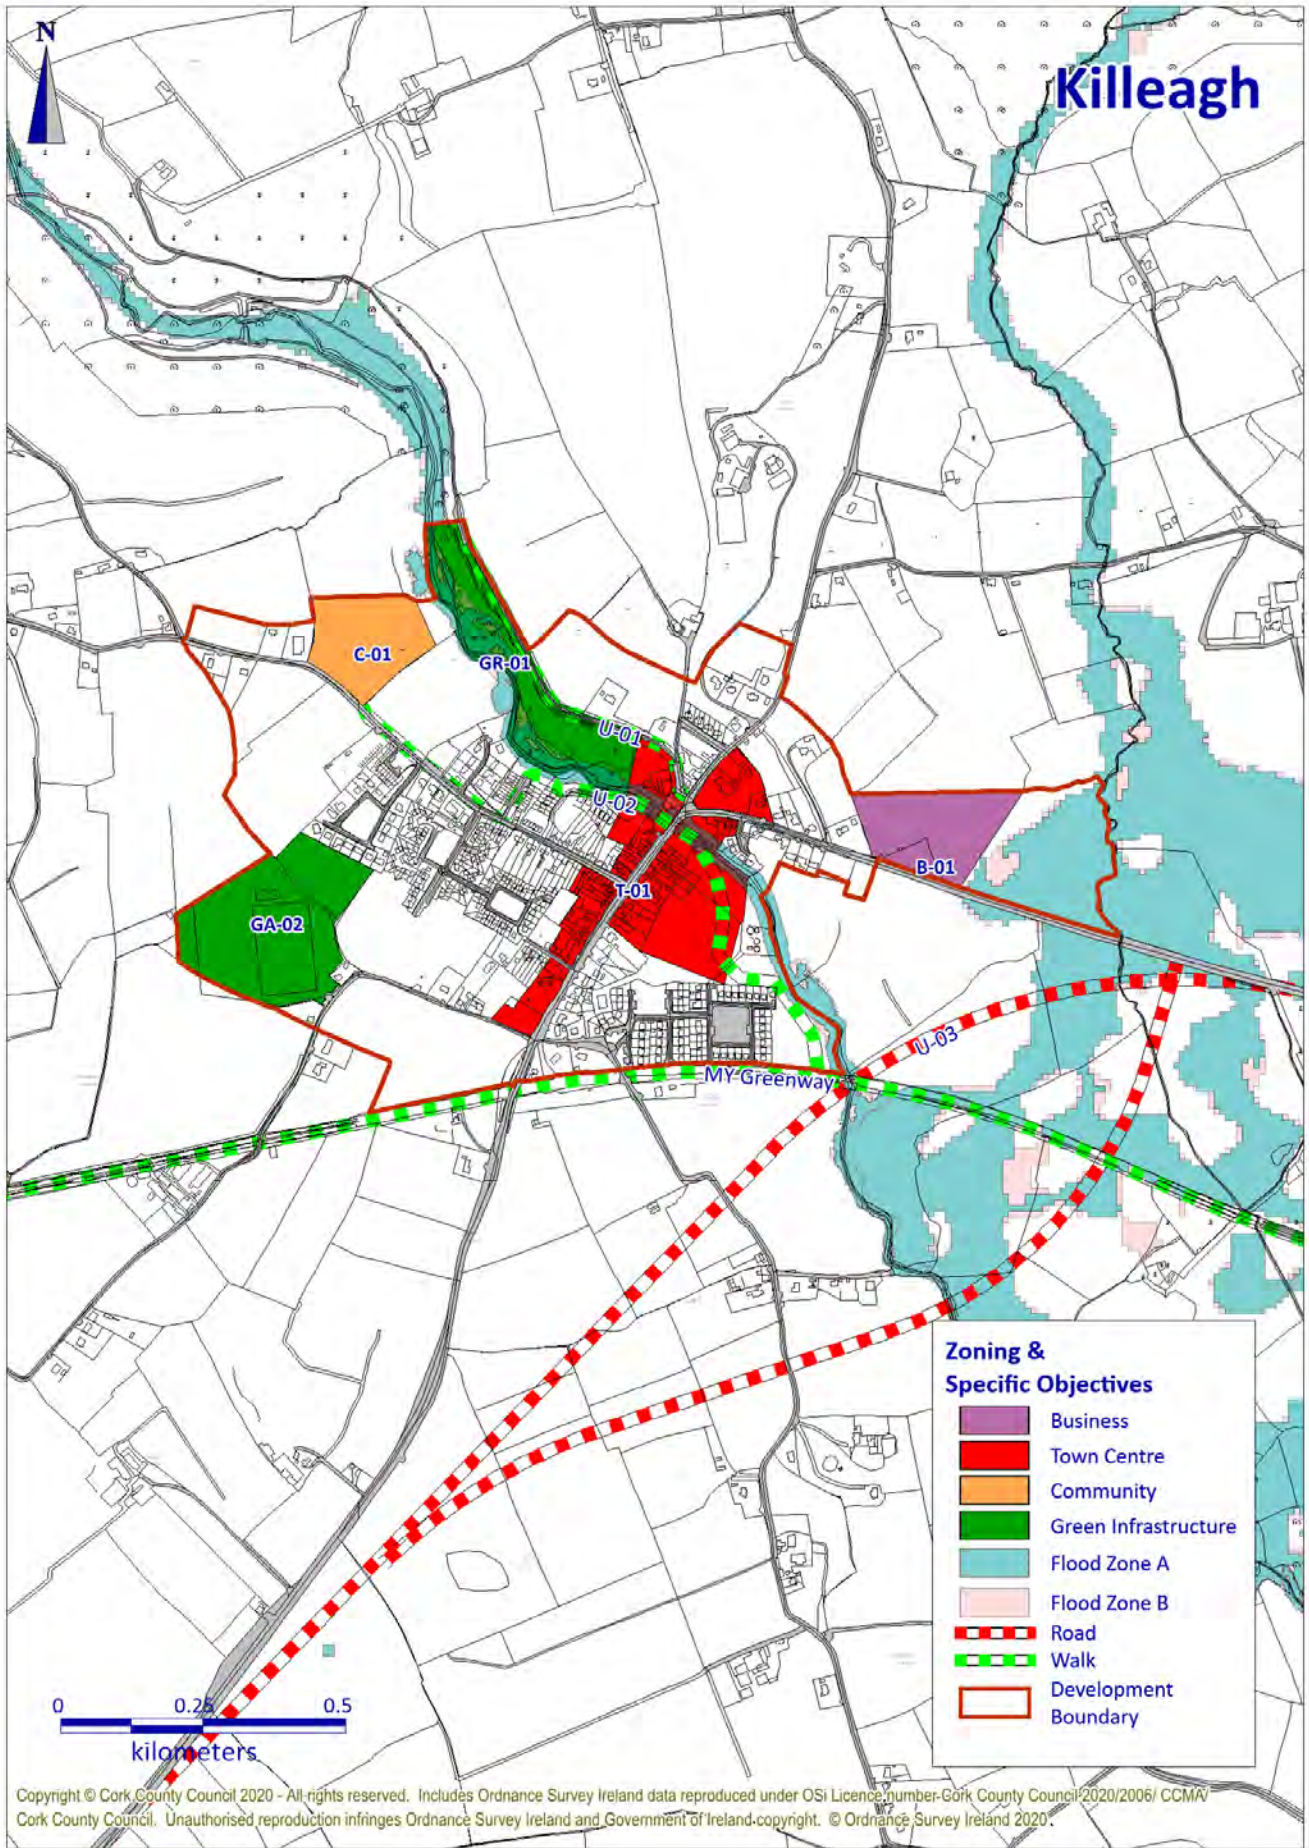 N
Killeagh
C-01
GR-01
U-01
U-02
B-01
T-01
GA-02
U-03
MY Greenway
Zoning &
Specific Objectives
Business
Town Centre
Community
Green Infrastructure
Flood Zone A
Flood Zone B
Road
Walk
Development
Boundary
0 0.25 0.5
kilometers
Copyright © Cork County Council 2020 - All rights reserved. Includes Ordnance Survey Ireland data reproduced under OSi Licence number Cork County Council 2020/2006/ CCMA/
Cork County Council. Unauthorised reproduction infringes Ordnance Survey Ireland and Government of Ireland copyright. © Ordnance Survey Ireland 2020.